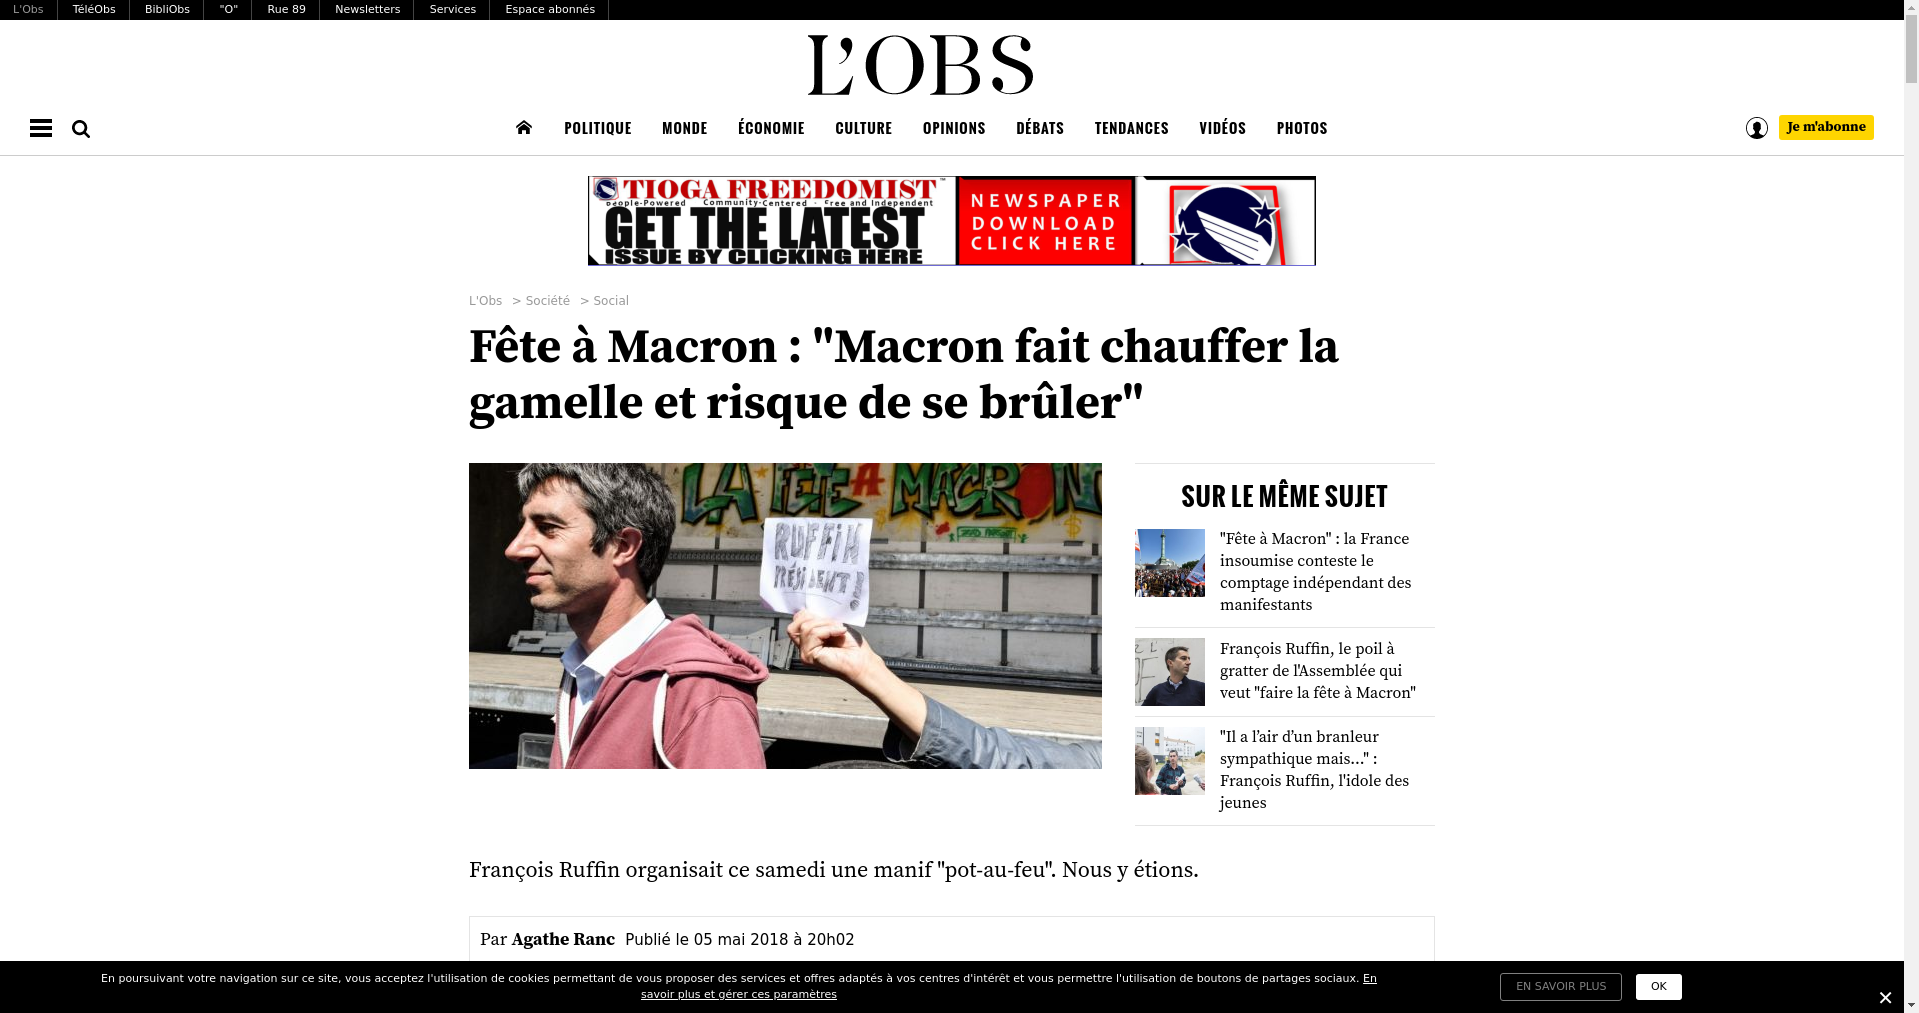 L'Obs TéléObs BibliObs "O" Rue 89 Newsletters Services Espace abonnés
L'OBS
POLITIQUE MONDE ÉCONOMIE CULTURE OPINIONS DÉBATS TENDANCES VIDÉOS PHOTOS
Je m'abonne
TIOGA FREEDOMIST™
People-Powered Community-Centered · Free and Independent
GET THE LATEST
ISSUE BY CLICKING HERE
NEWSPAPER
DOWNLOAD
CLICK HERE
L'Obs > Société > Social
Fête à Macron : "Macron fait chauffer la
gamelle et risque de se brûler"
LA FÊTE A MACRON
RUFFIN
PRÉSIDENT!
SUR LE MÊME SUJET
"Fête à Macron" : la France
insoumise conteste le
comptage indépendant des
manifestants
François Ruffin, le poil à
gratter de l'Assemblée qui
veut "faire la fête à Macron"
"Il a l’air d’un branleur
sympathique mais..." :
François Ruffin, l'idole des
jeunes
François Ruffin organisait ce samedi une manif "pot-au-feu". Nous y étions.
Par Agathe Ranc Publié le 05 mai 2018 à 20h02
En poursuivant votre navigation sur ce site, vous acceptez l'utilisation de cookies permettant de vous proposer des services et offres adaptés à vos centres d'intérêt et vous permettre l'utilisation de boutons de partages sociaux. En
savoir plus et gérer ces paramètres
EN SAVOIR PLUS OK